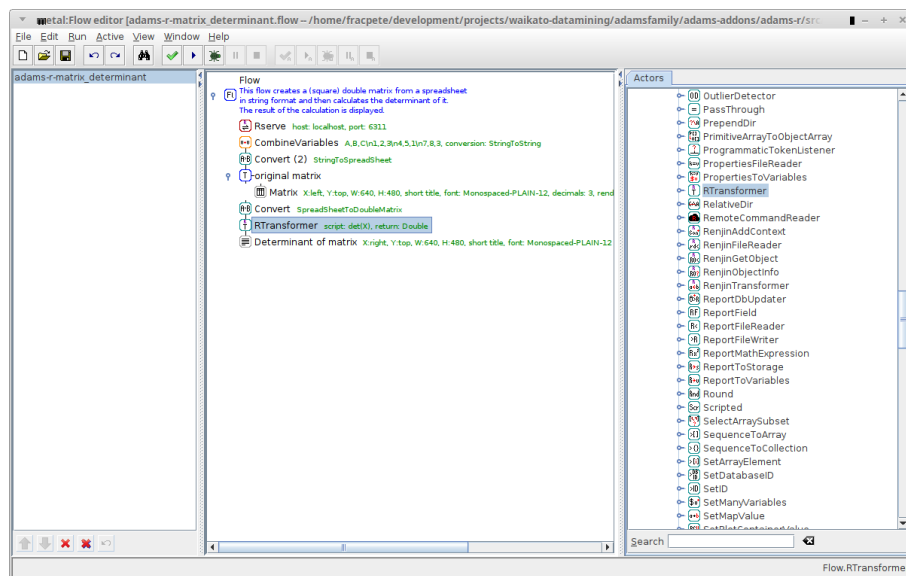 metal:Flow editor [adams-r-matrix_determinant.flow – /home/fracpete/development/projects/waikato-datamining/adamsfamily/adams-addons/adams-r/src
File Edit Run Active View Window Help
adams-r-matrix_determinant
Flow
This flow creates a (square) double matrix from a spreadsheet
in string format and then calculates the determinant of it.
The result of the calculation is displayed.
Rserve host: localhost, port: 6311
CombineVariables A,B,C\n1,2,3\n4,5,1\n7,8,3, conversion: StringToString
Convert (2) StringToSpreadSheet
original matrix
Matrix X:left, Y:top, W:640, H:480, short title, font: Monospaced-PLAIN-12, decimals: 3, rend
Convert SpreadSheetToDoubleMatrix
RTransformer script: det(X), return: Double
Determinant of matrix X:right, Y:top, W:640, H:480, short title, font: Monospaced-PLAIN-12
Actors
OutlierDetector
PassThrough
PrependDir
PrimitiveArrayToObjectArray
ProgrammaticTokenListener
PropertiesFileReader
PropertiesToVariables
RTransformer
RelativeDir
RemoteCommandReader
RenjinAddContext
RenjinFileReader
RenjinGetObject
RenjinObjectInfo
RenjinTransformer
ReportDbUpdater
ReportField
ReportFileReader
ReportFileWriter
ReportMathExpression
ReportToStorage
ReportToVariables
Round
Scripted
SelectArraySubset
SequenceToArray
SequenceToCollection
SetArrayElement
SetDatabaseID
SetID
SetManyVariables
SetMapValue
SetPlotContainerValue
Search
Flow.RTransformer